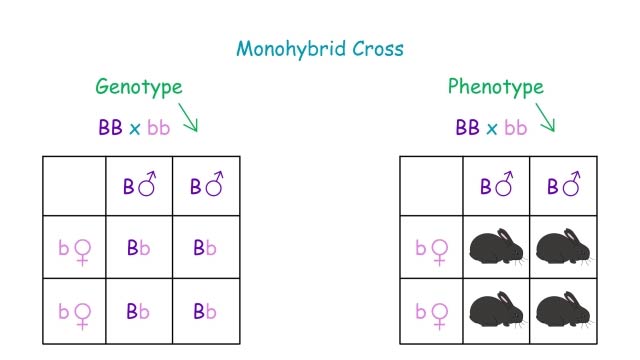 Monohybrid Cross
Genotype
BB x bb
B♂ B♂
b♀ Bb Bb
b♀ Bb Bb
Phenotype
BB x bb
B♂ B♂
b♀
b♀